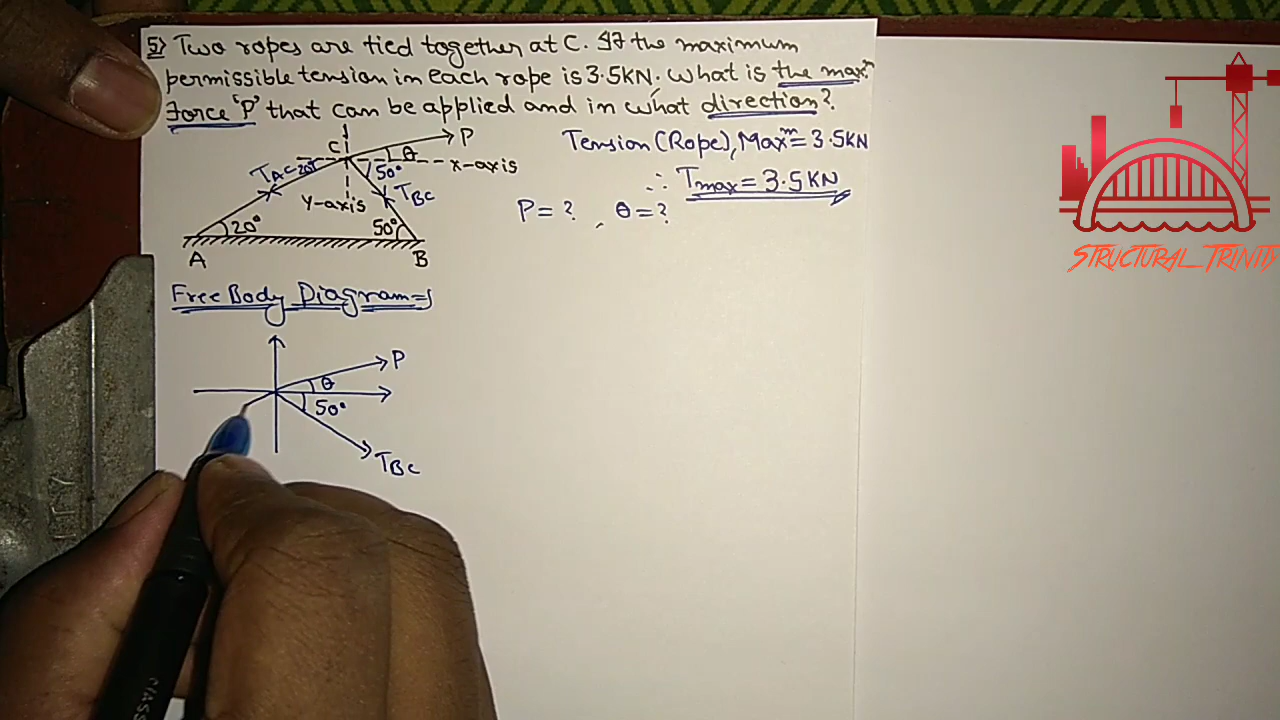 5) Two ropes are tied together at C. If the maximum
permissible tension in each rope is 3.5KN. What is the maxm
force 'P' that can be applied and in what direction?
Tension (Rope), Maxm = 3.5KN
∴ Tmax = 3.5KN
P = ? , θ = ?
C
P
θ
x-axis
TAC
20°
50°
TBC
Y-axis
20°
50°
A
B
Free Body Diagram ⇒
P
θ
50°
TBC
STRUCTURAL_TRINITY